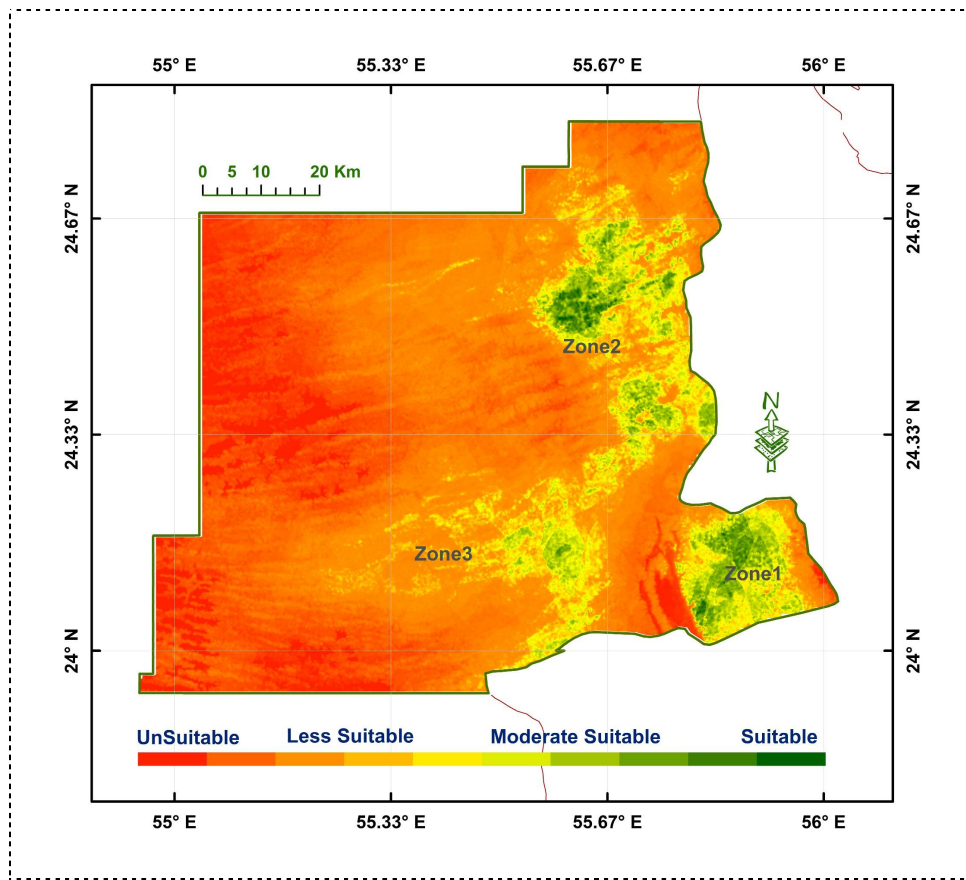 55° E 55.33° E 55.67° E 56° E
0 5 10 20 Km
24.67° N
24.67° N
Zone2
N
24.33° N
24.33° N
Zone3
Zone1
24° N
24° N
UnSuitable Less Suitable Moderate Suitable Suitable
55° E 55.33° E 55.67° E 56° E